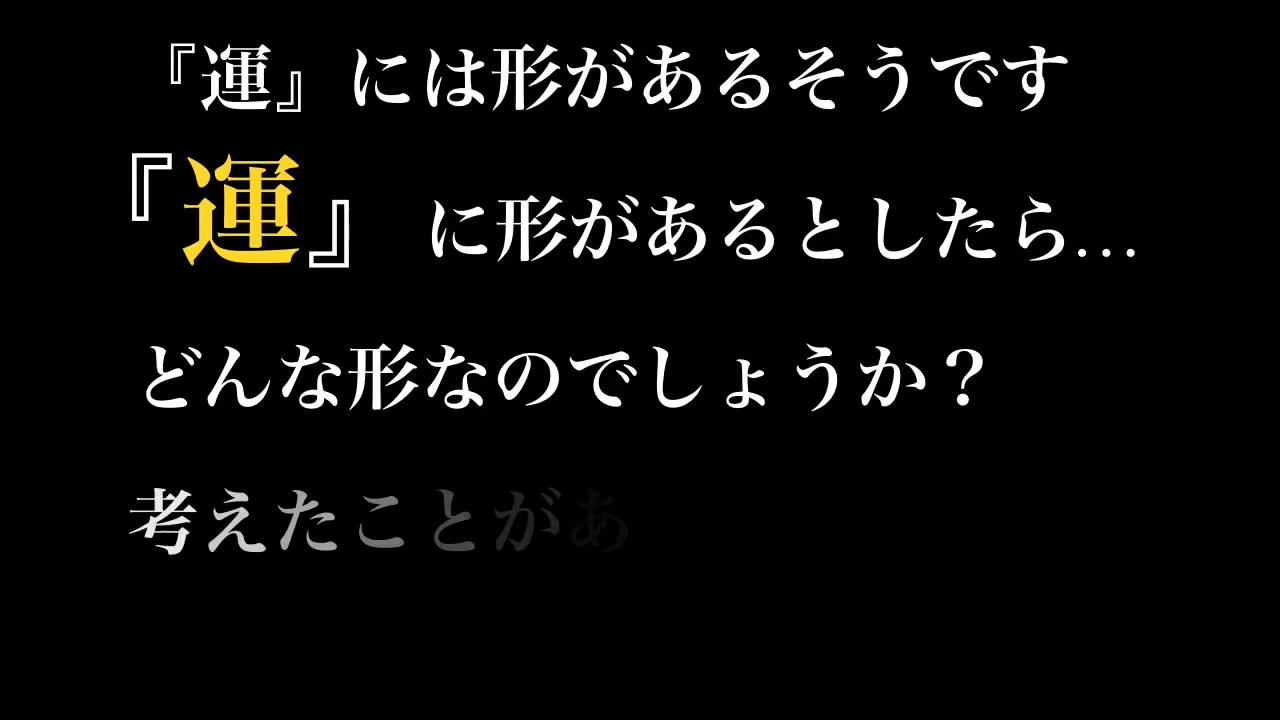 『運』には形があるそうです
『運』に形があるとしたら…
どんな形なのでしょうか？
考えたことがあ